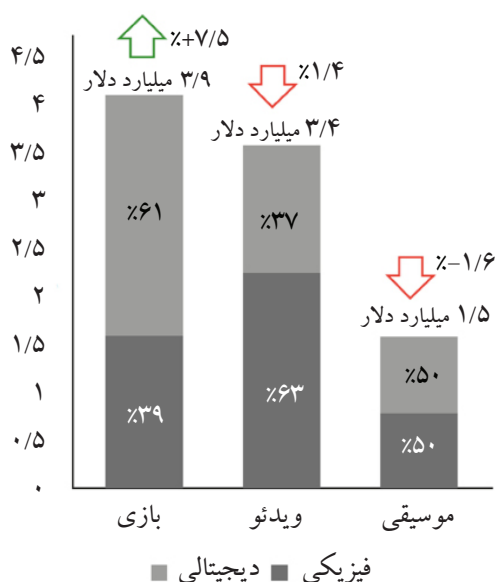 ٪+۷/۵
۳/۹ میلیارد دلار
٪۱/۴
۳/۴ میلیارد دلار
٪−۱/۶
۱/۵ میلیارد دلار
۴/۵
۴
۳/۵
۳
۲/۵
۲
۱/۵
۱
۰/۵
۰
٪۶۱
٪۳۹
٪۳۷
٪۶۳
٪۵۰
٪۵۰
بازی
ویدئو
موسیقی
فیزیکی
دیجیتالی